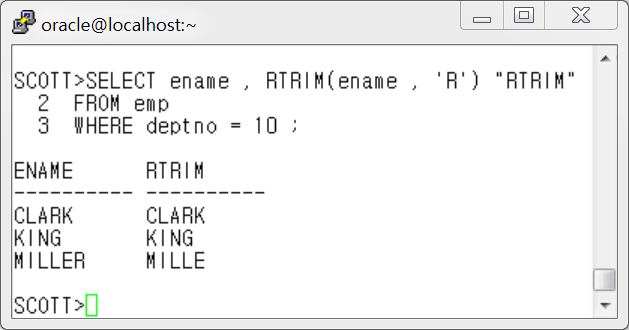 oracle@localhost:~
SCOTT>SELECT ename , RTRIM(ename , 'R') "RTRIM"
  2  FROM emp
  3  WHERE deptno = 10 ;
ENAME      RTRIM
---------- ----------
CLARK      CLARK
KING       KING
MILLER     MILLE
SCOTT>